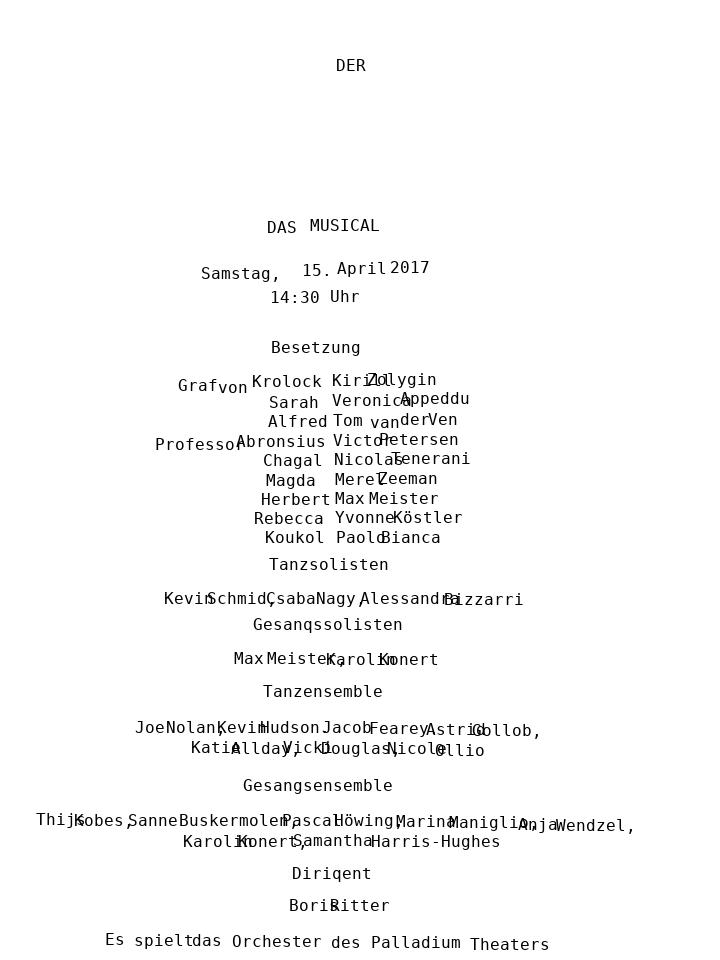 DER
DAS MUSICAL
Samstag, 15. April 2017
14:30 Uhr
Besetzung
Graf von Krolock Kirill Zolygin
Sarah Veronica Appeddu
Alfred Tom van der Ven
Professor Abronsius Victor Petersen
Chagal Nicolas Tenerani
Magda Merel Zeeman
Herbert Max Meister
Rebecca Yvonne Köstler
Koukol Paolo Bianca
Tanzsolisten
Kevin Schmid, Csaba Nagy, Alessandra Bizzarri
Gesanqssolisten
Max Meister, Karolin Konert
Tanzensemble
Joe Nolan, Kevin Hudson. Jacob Fearey Astrid Gollob,
Katie Allday, Vicki Douglas, Nicole Ollio
Gesangsensemble
Thijs Kobes, Sanne Buskermolen, Pascal Höwing, Marina Maniglio, Anja Wendzel,
Karolin Konert, Samantha Harris-Hughes
Diriqent
Boris Ritter
Es spielt das Orchester des Palladium Theaters